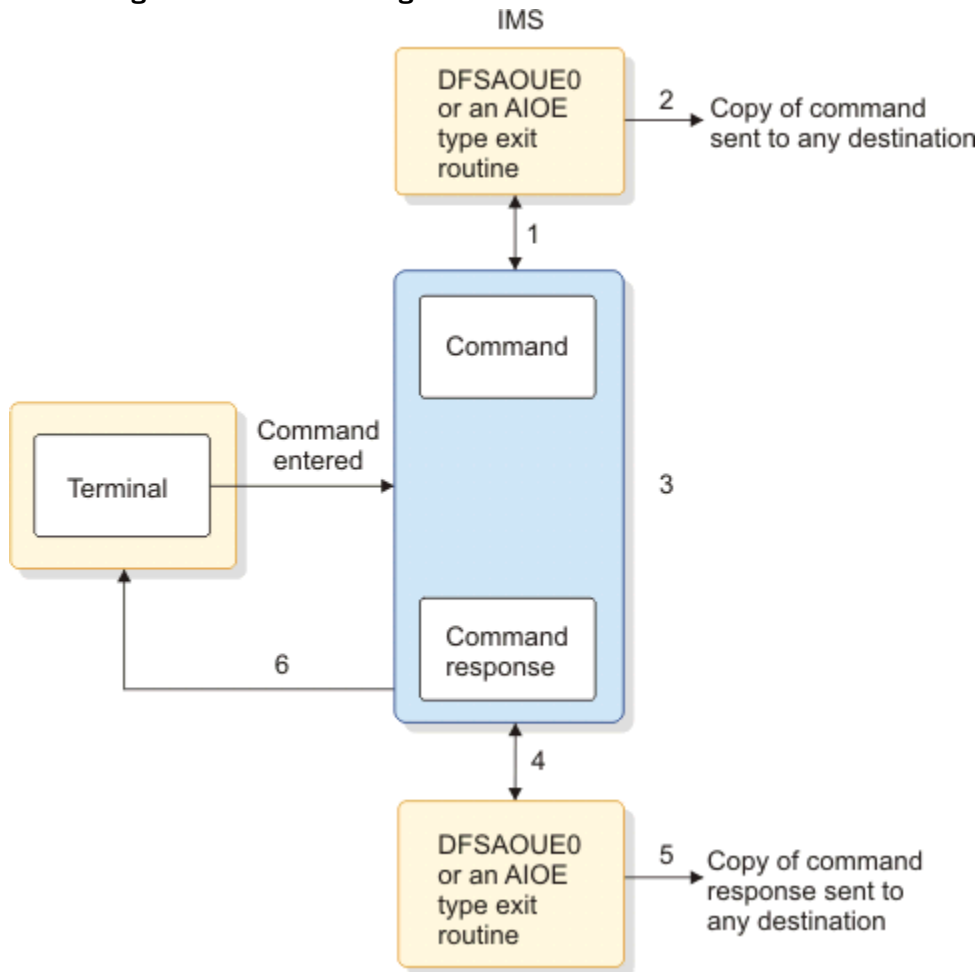 IMS
DFSAOUE0
or an AIOE
type exit
routine
2
Copy of command
sent to any destination
1
Command
Command
entered
Terminal
3
Command
response
6
4
DFSAOUE0
or an AIOE
type exit
routine
5
Copy of command
response sent to
any destination